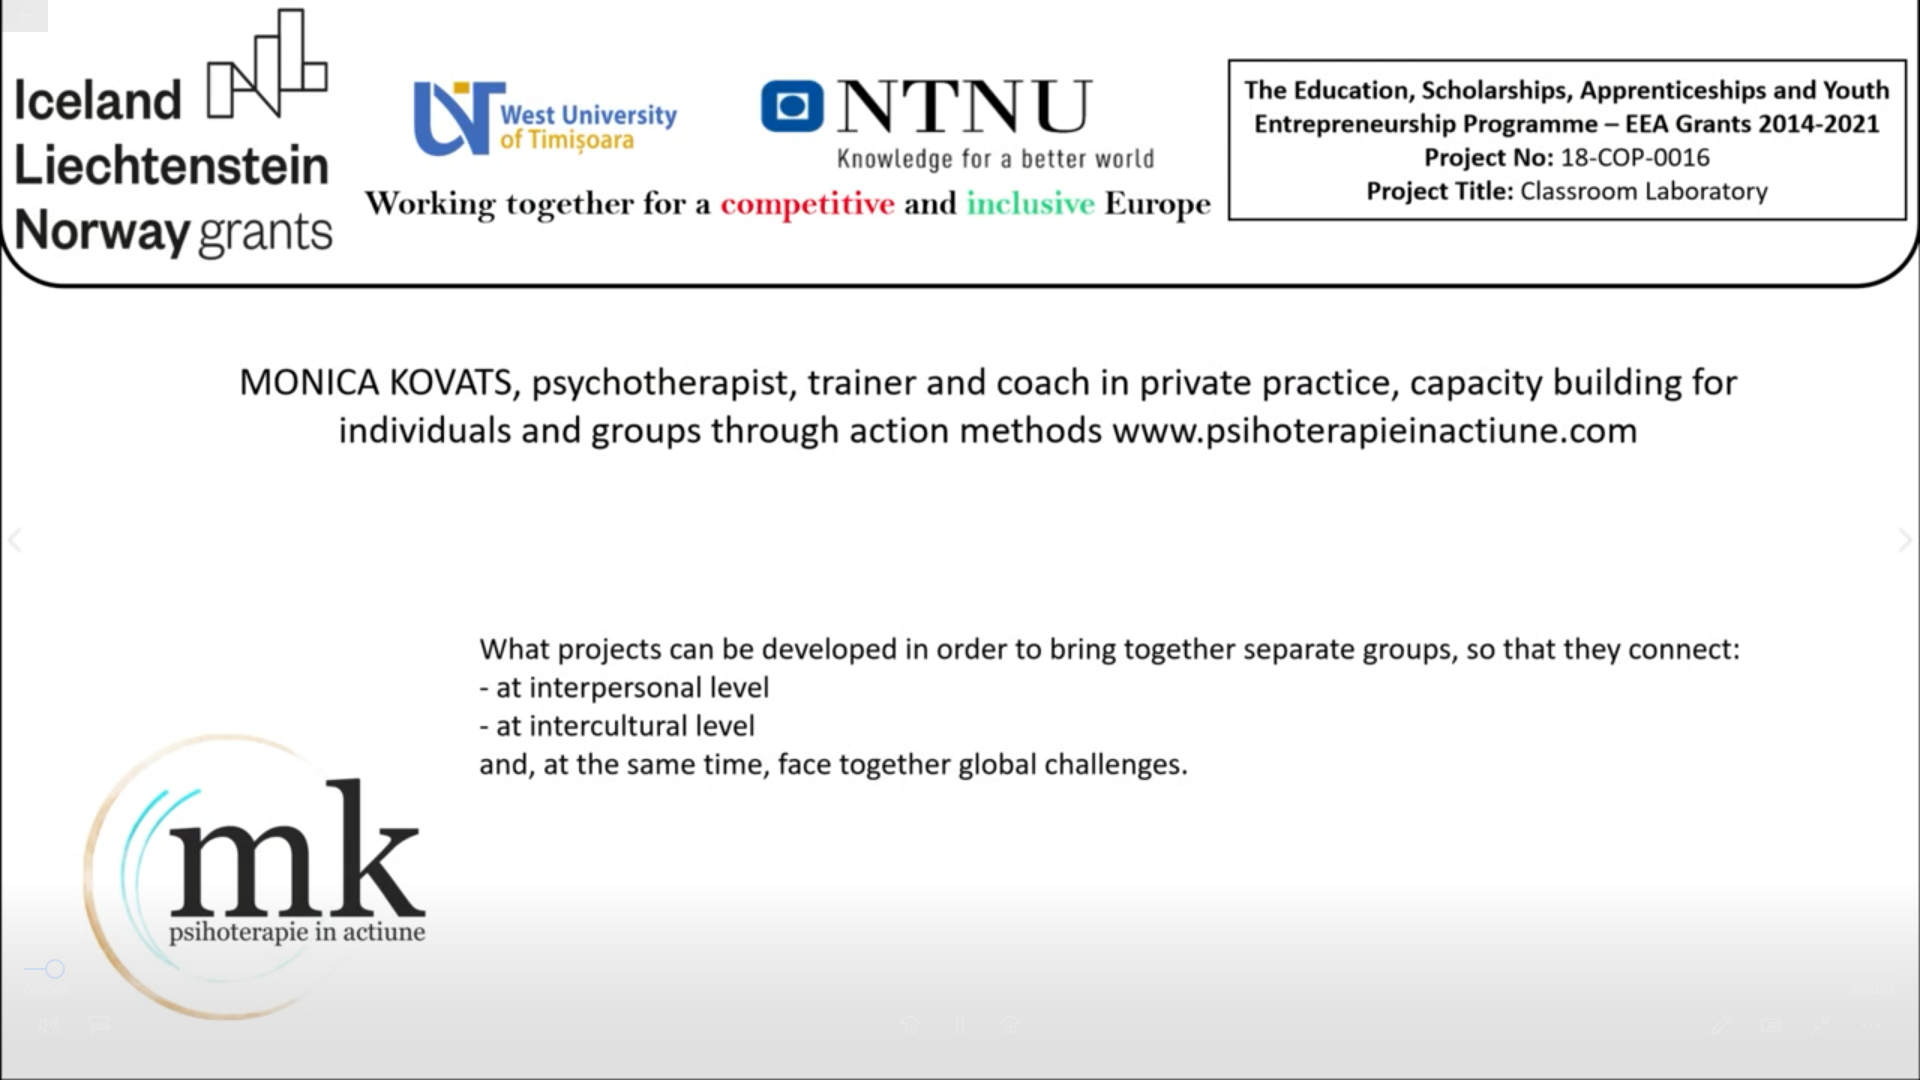 Iceland
Liechtenstein
Norway grants
West University
of Timișoara
NTNU
Knowledge for a better world
Working together for a competitive and inclusive Europe
The Education, Scholarships, Apprenticeships and Youth
Entrepreneurship Programme – EEA Grants 2014-2021
Project No: 18-COP-0016
Project Title: Classroom Laboratory
MONICA KOVATS, psychotherapist, trainer and coach in private practice, capacity building for
individuals and groups through action methods www.psihoterapieinactiune.com
What projects can be developed in order to bring together separate groups, so that they connect:
- at interpersonal level
- at intercultural level
and, at the same time, face together global challenges.
mk
psihoterapie in actiune